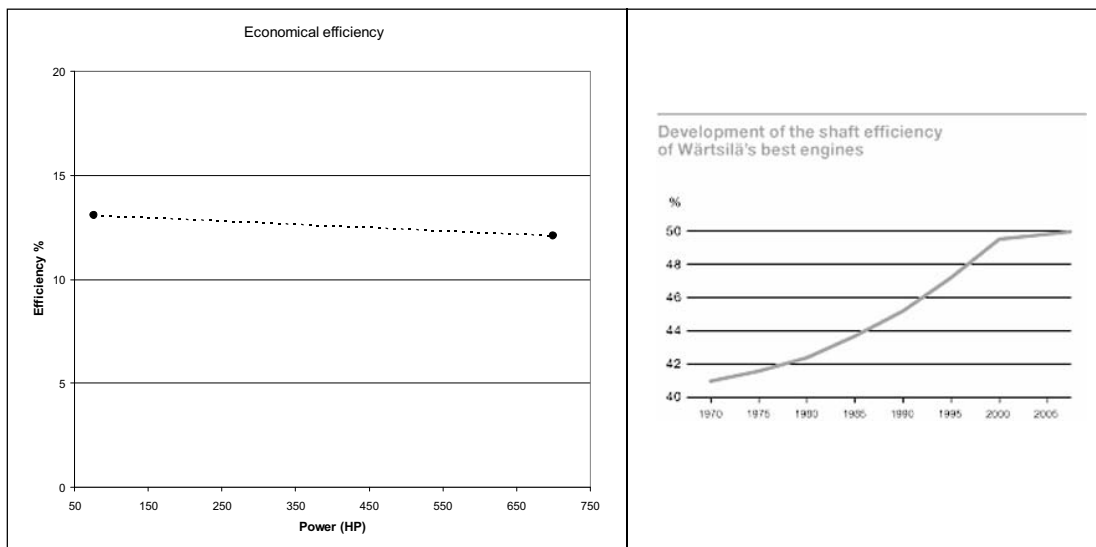 Economical efficiency
20
15
10
5
0
Efficiency %
50 150 250 350 450 550 650 750
Power (HP)
Development of the shaft efficiency
of Wärtsilä's best engines
%
50
48
46
44
42
40
1970 1975 1980 1985 1990 1995 2000 2005